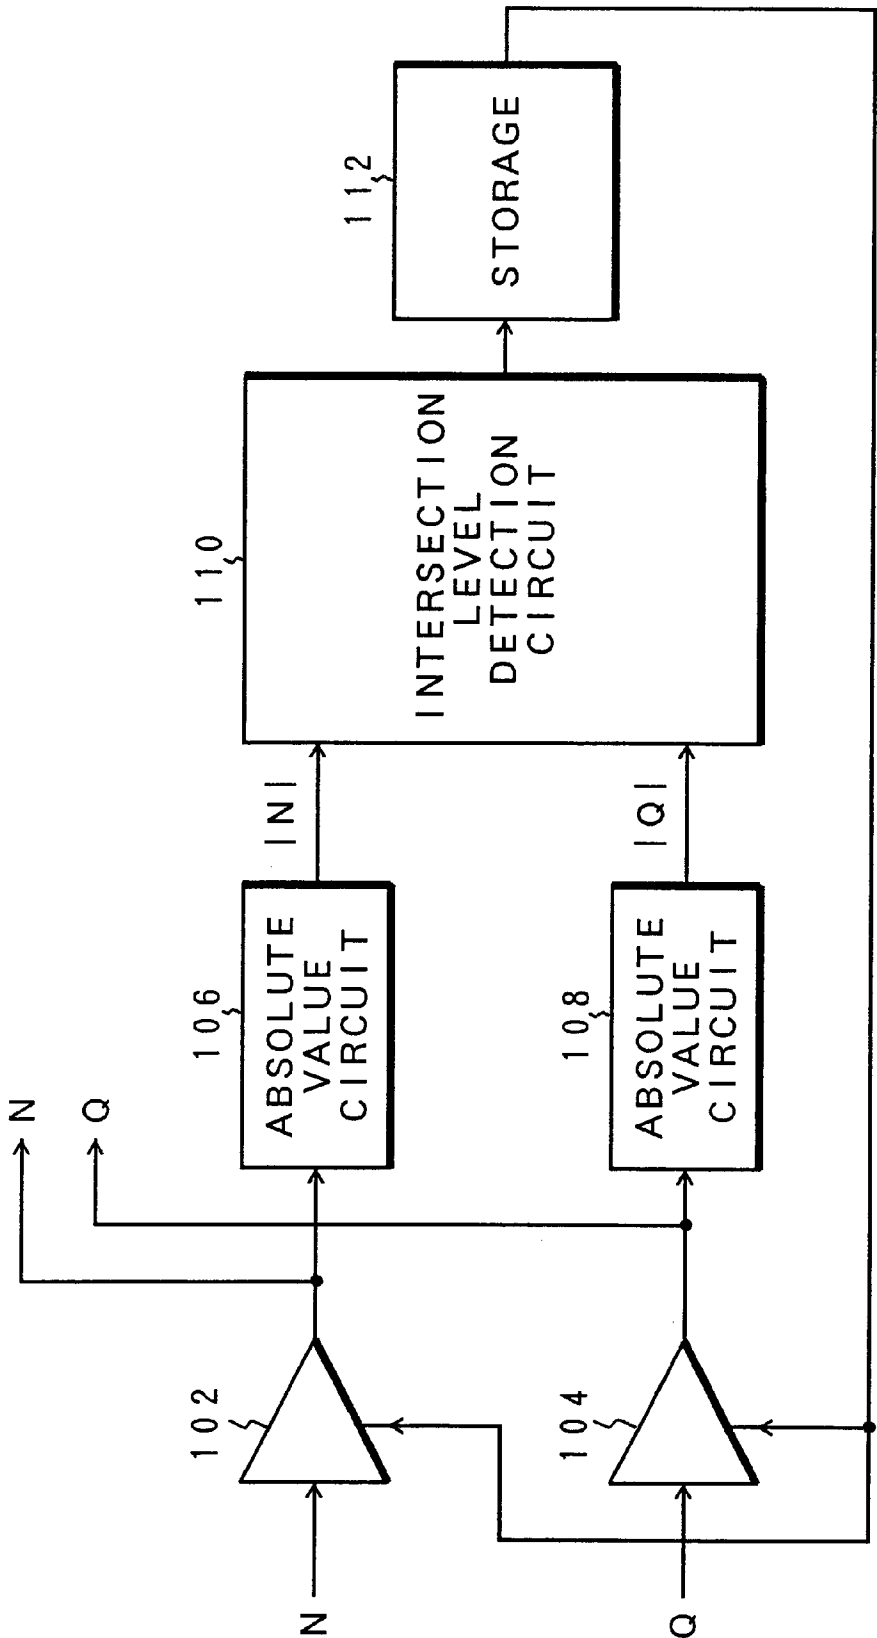 N
Q
102
104
N
Q
106
ABSOLUTE
VALUE
CIRCUIT
108
ABSOLUTE
VALUE
CIRCUIT
|N|
|Q|
110
INTERSECTION
LEVEL
DETECTION
CIRCUIT
112
STORAGE